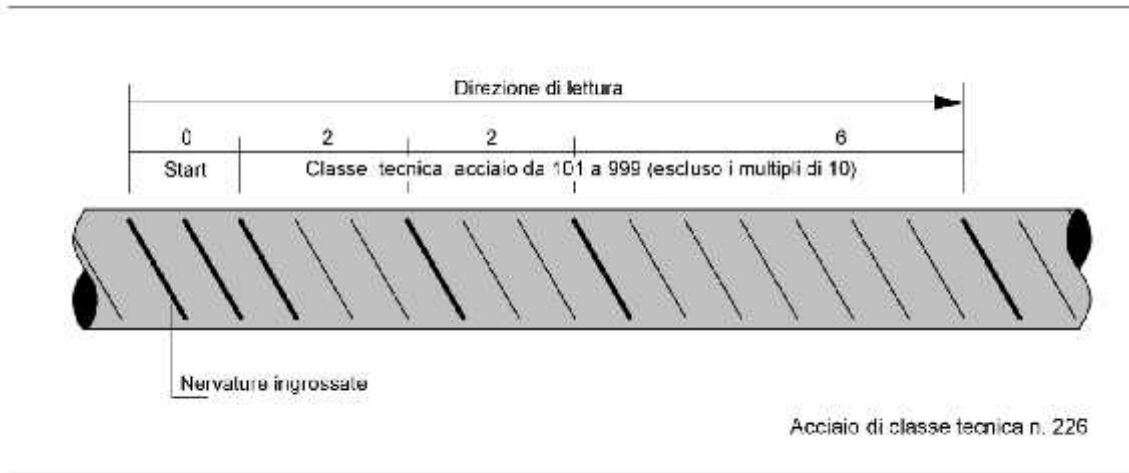 Direzione di lettura
0 2 2 6
Start Classe tecnica acciaio da 101 a 999 (escluso i multipli di 10)
Nervature ingrossate
Acciaio di classe tecnica n. 226